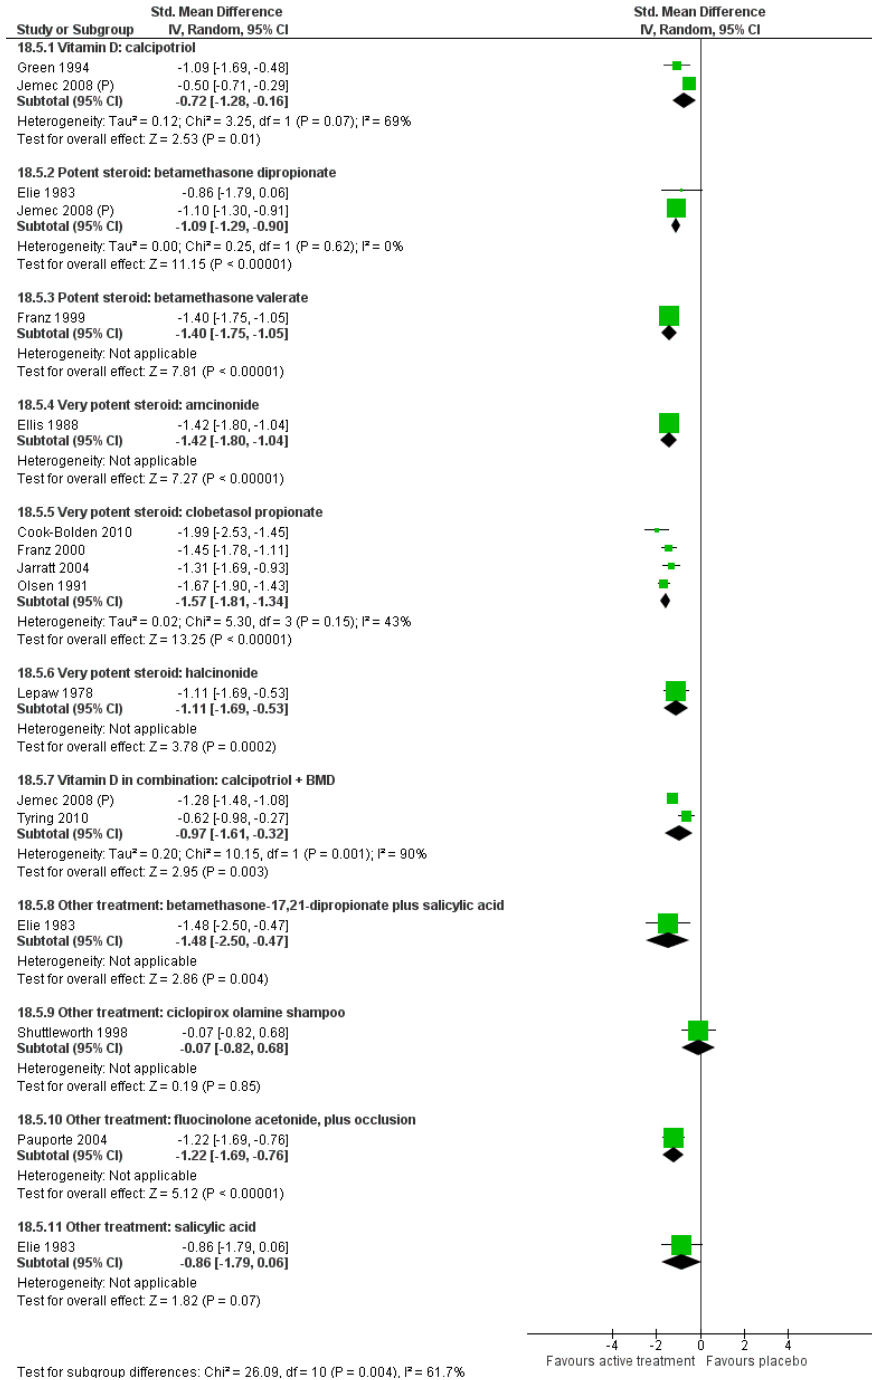 Std. Mean Difference Std. Mean Difference
Study or Subgroup IV, Random, 95% CI IV, Random, 95% CI
18.5.1 Vitamin D: calcipotriol
Green 1994 -1.09 [-1.69, -0.48]
Jemec 2008 (P) -0.50 [-0.71, -0.29]
Subtotal (95% CI) -0.72 [-1.28, -0.16]
Heterogeneity: Tau² = 0.12; Chi² = 3.25, df = 1 (P = 0.07); I² = 69%
Test for overall effect: Z = 2.53 (P = 0.01)
18.5.2 Potent steroid: betamethasone dipropionate
Elie 1983 -0.86 [-1.79, 0.06]
Jemec 2008 (P) -1.10 [-1.30, -0.91]
Subtotal (95% CI) -1.09 [-1.29, -0.90]
Heterogeneity: Tau² = 0.00; Chi² = 0.25, df = 1 (P = 0.62); I² = 0%
Test for overall effect: Z = 11.15 (P < 0.00001)
18.5.3 Potent steroid: betamethasone valerate
Franz 1999 -1.40 [-1.75, -1.05]
Subtotal (95% CI) -1.40 [-1.75, -1.05]
Heterogeneity: Not applicable
Test for overall effect: Z = 7.81 (P < 0.00001)
18.5.4 Very potent steroid: amcinonide
Ellis 1988 -1.42 [-1.80, -1.04]
Subtotal (95% CI) -1.42 [-1.80, -1.04]
Heterogeneity: Not applicable
Test for overall effect: Z = 7.27 (P < 0.00001)
18.5.5 Very potent steroid: clobetasol propionate
Cook-Bolden 2010 -1.99 [-2.53, -1.45]
Franz 2000 -1.45 [-1.78, -1.11]
Jarratt 2004 -1.31 [-1.69, -0.93]
Olsen 1991 -1.67 [-1.90, -1.43]
Subtotal (95% CI) -1.57 [-1.81, -1.34]
Heterogeneity: Tau² = 0.02; Chi² = 5.30, df = 3 (P = 0.15); I² = 43%
Test for overall effect: Z = 13.25 (P < 0.00001)
18.5.6 Very potent steroid: halcinonide
Lepaw 1978 -1.11 [-1.69, -0.53]
Subtotal (95% CI) -1.11 [-1.69, -0.53]
Heterogeneity: Not applicable
Test for overall effect: Z = 3.78 (P = 0.0002)
18.5.7 Vitamin D in combination: calcipotriol + BMD
Jemec 2008 (P) -1.28 [-1.48, -1.08]
Tyring 2010 -0.62 [-0.98, -0.27]
Subtotal (95% CI) -0.97 [-1.61, -0.32]
Heterogeneity: Tau² = 0.20; Chi² = 10.15, df = 1 (P = 0.001); I² = 90%
Test for overall effect: Z = 2.95 (P = 0.003)
18.5.8 Other treatment: betamethasone-17,21-dipropionate plus salicylic acid
Elie 1983 -1.48 [-2.50, -0.47]
Subtotal (95% CI) -1.48 [-2.50, -0.47]
Heterogeneity: Not applicable
Test for overall effect: Z = 2.86 (P = 0.004)
18.5.9 Other treatment: ciclopirox olamine shampoo
Shuttleworth 1998 -0.07 [-0.82, 0.68]
Subtotal (95% CI) -0.07 [-0.82, 0.68]
Heterogeneity: Not applicable
Test for overall effect: Z = 0.19 (P = 0.85)
18.5.10 Other treatment: fluocinolone acetonide, plus occlusion
Pauporte 2004 -1.22 [-1.69, -0.76]
Subtotal (95% CI) -1.22 [-1.69, -0.76]
Heterogeneity: Not applicable
Test for overall effect: Z = 5.12 (P < 0.00001)
18.5.11 Other treatment: salicylic acid
Elie 1983 -0.86 [-1.79, 0.06]
Subtotal (95% CI) -0.86 [-1.79, 0.06]
Heterogeneity: Not applicable
Test for overall effect: Z = 1.82 (P = 0.07)
-4 -2 0 2 4
Favours active treatment Favours placebo
Test for subgroup differences: Chi² = 26.09, df = 10 (P = 0.004), I² = 61.7%